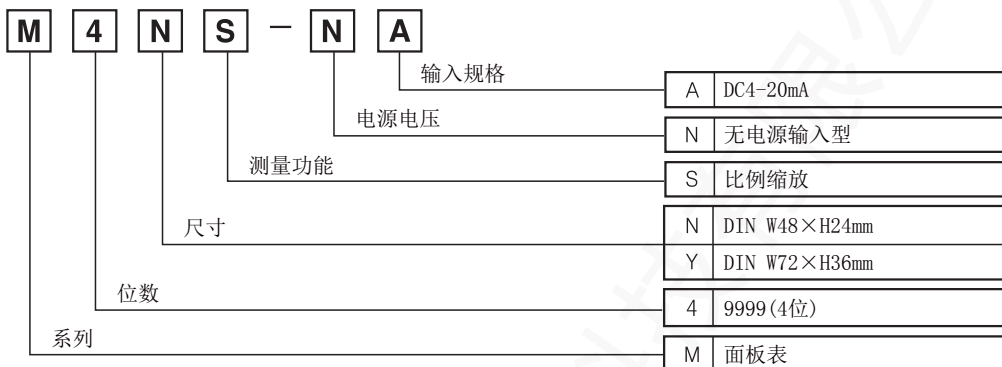 M 4 N S － N A
输入规格 A DC4-20mA
电源电压 N 无电源输入型
测量功能 S 比例缩放
尺寸 N DIN W48×H24mm
Y DIN W72×H36mm
位数 4 9999(4位)
系列 M 面板表